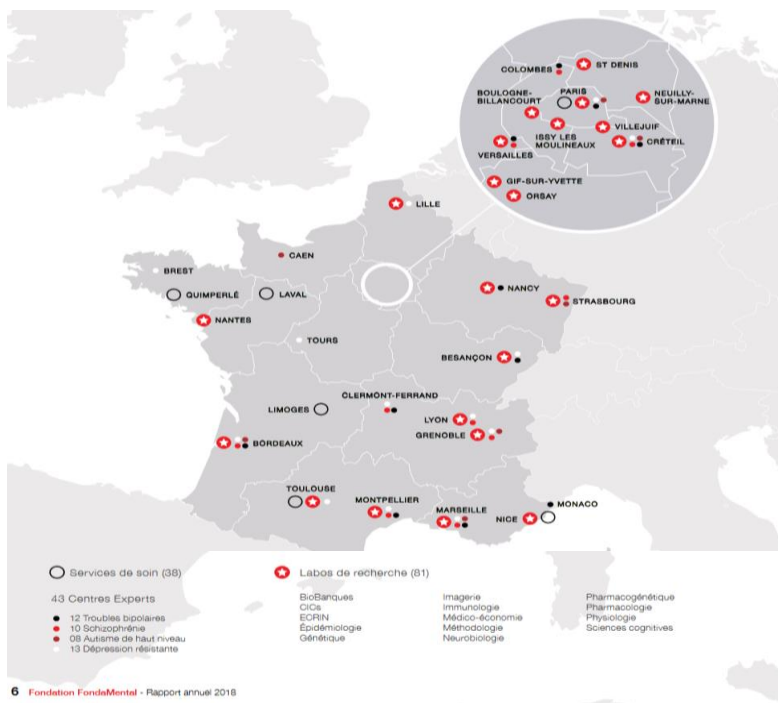 COLOMBES
ST DENIS
BOULOGNE-
BILLANCOURT
PARIS
NEUILLY-
SUR-MARNE
ISSY LES
MOULINEAUX
VILLEJUIF
CRÉTEIL
VERSAILLES
GIF-SUR-YVETTE
ORSAY
LILLE
CAEN
BREST
QUIMPERLÉ
LAVAL
NANCY
STRASBOURG
NANTES
TOURS
BESANÇON
CLERMONT-FERRAND
LIMOGES
LYON
GRENOBLE
BORDEAUX
TOULOUSE
MONTPELLIER
MARSEILLE
NICE
MONACO
Services de soin (38)
Labos de recherche (81)
43 Centres Experts
12 Troubles bipolaires
10 Schizophrénie
08 Autisme de haut niveau
13 Dépression résistante
BioBanques
CICs
ECRIN
Épidémiologie
Génétique
Imagerie
Immunologie
Médico-économie
Méthodologie
Neurobiologie
Pharmacogénétique
Pharmacologie
Physiologie
Sciences cognitives
6 Fondation FondaMental - Rapport annuel 2018